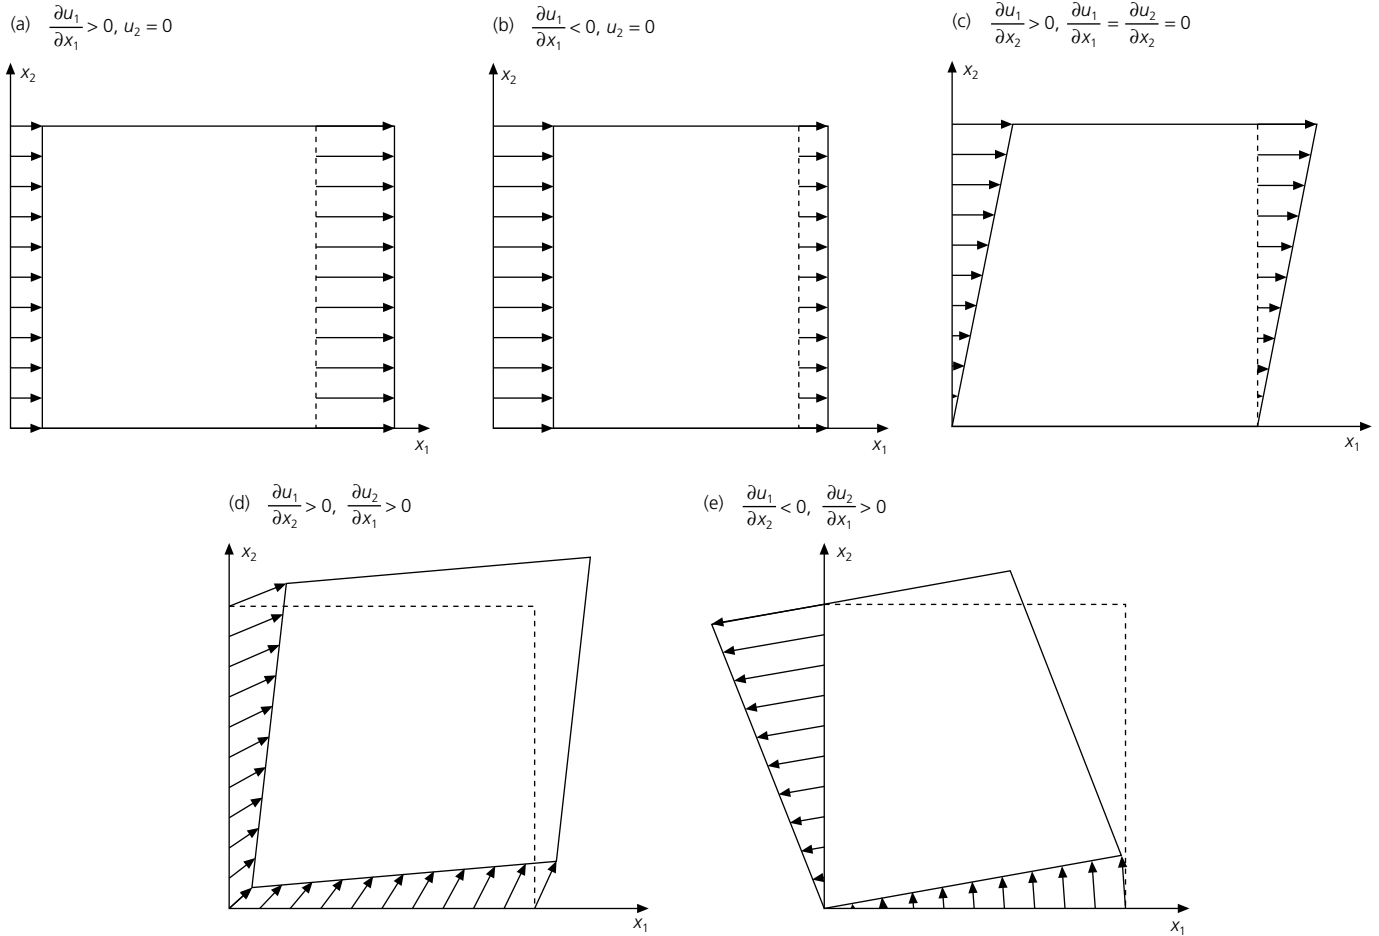 (a) ∂u₁/∂x₁ > 0, u₂ = 0
(b) ∂u₁/∂x₁ < 0, u₂ = 0
(c) ∂u₁/∂x₂ > 0, ∂u₁/∂x₁ = ∂u₂/∂x₂ = 0
x₂
x₂
x₂
x₁
x₁
x₁
(d) ∂u₁/∂x₂ > 0, ∂u₂/∂x₁ > 0
(e) ∂u₁/∂x₂ < 0, ∂u₂/∂x₁ > 0
x₂
x₂
x₁
x₁